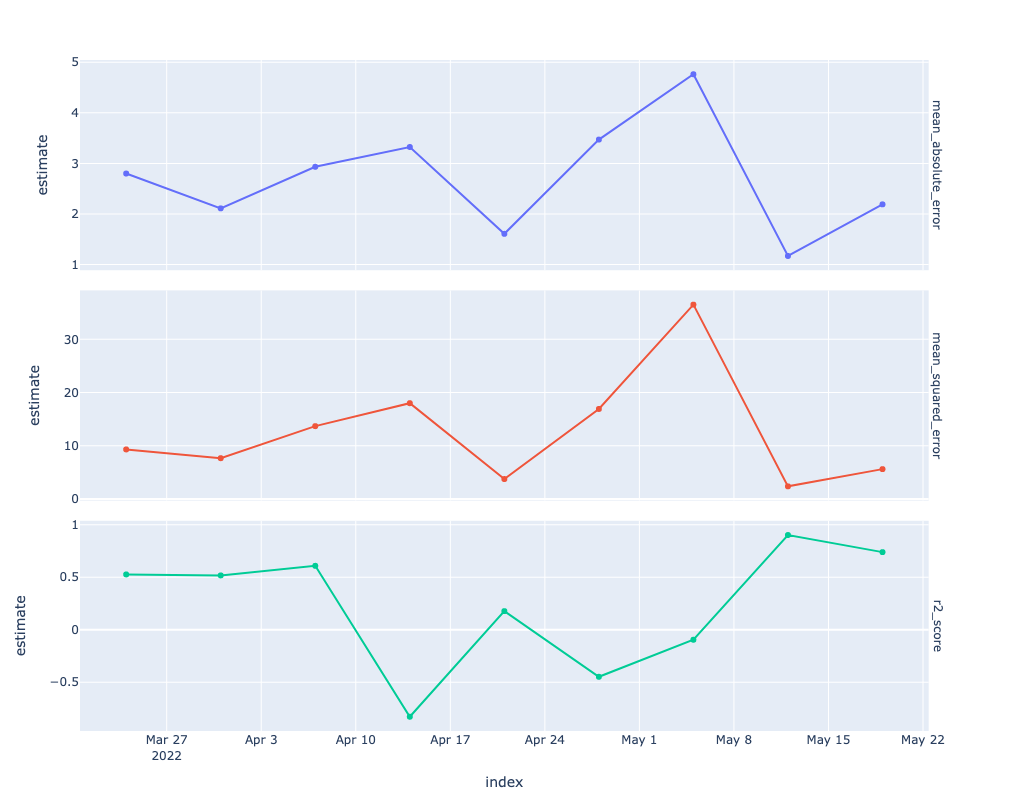 5
4
3
2
1
estimate
mean_absolute_error
30
20
10
0
estimate
mean_squared_error
1
0.5
0
−0.5
estimate
r2_score
Mar 27 Apr 3 Apr 10 Apr 17 Apr 24 May 1 May 8 May 15 May 22
2022
index